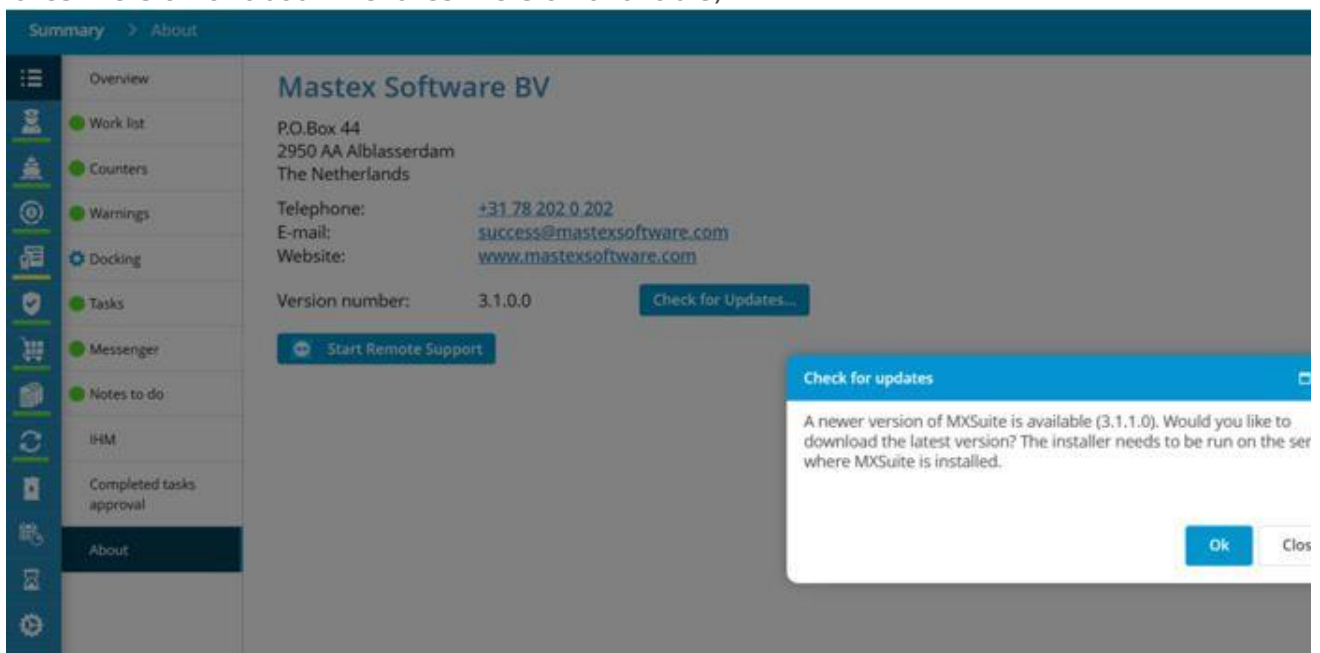 Summary > About
Overview
Work list
Counters
Warnings
Docking
Tasks
Messenger
Notes to do
IHM
Completed tasks
approval
About
Mastex Software BV
P.O.Box 44
2950 AA Alblasserdam
The Netherlands
Telephone: +31 78 202 0 202
E-mail: success@mastexsoftware.com
Website: www.mastexsoftware.com
Version number: 3.1.0.0 Check for Updates...
Start Remote Support
Check for updates
A newer version of MXSuite is available (3.1.1.0). Would you like to
download the latest version? The installer needs to be run on the ser
where MXSuite is installed.
Ok Clos